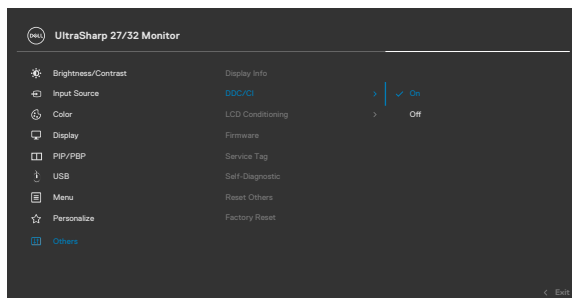 DELL UltraSharp 27/32 Monitor
Brightness/Contrast Display Info
Input Source DDC/CI On
Color LCD Conditioning Off
Display Firmware
PIP/PBP Service Tag
USB Self-Diagnostic
Menu Reset Others
Personalize Factory Reset
Others
Exit